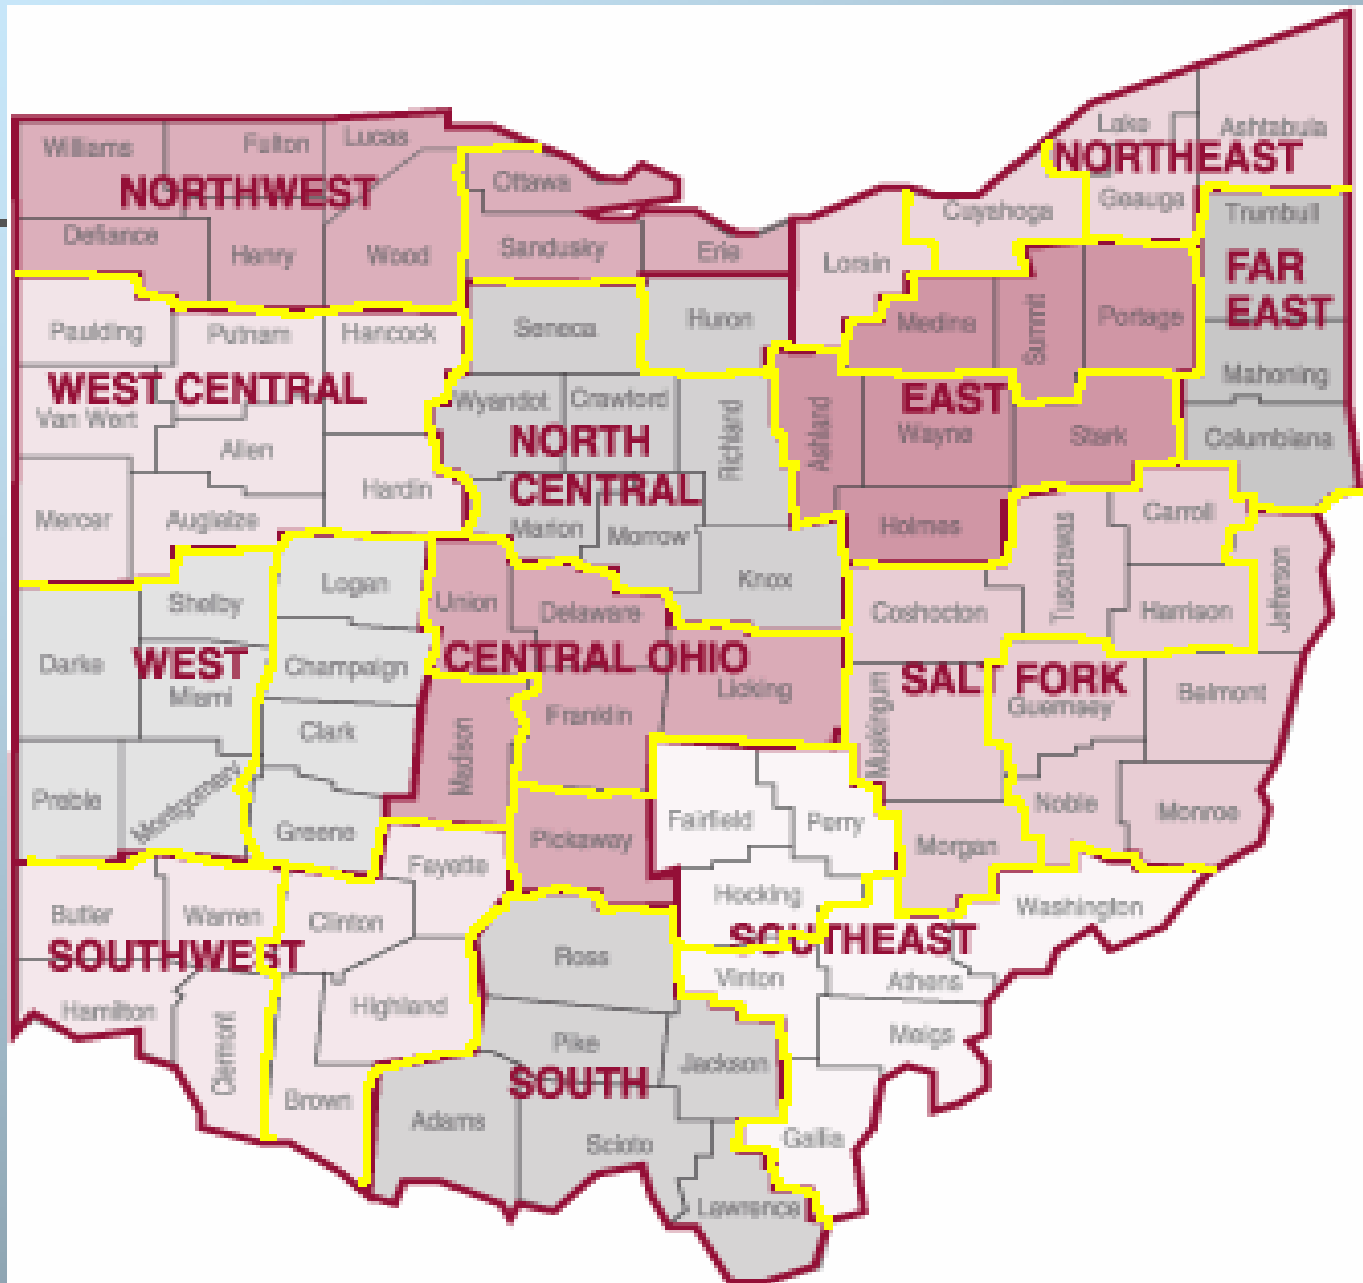 Lake
Ashtabula
NORTHEAST
Lucas
Williams
Fulton
NORTHWEST
Ottawa
Geauga
Cuyahoga
Trumbull
Defiance
Henry
Wood
Sandusky
Erie
Lorain
FAR
EAST
Paulding
Putnam
Hancock
Seneca
Huron
Medina
Summit
Portage
WEST CENTRAL
Mahoning
Van Wert
Wyandot
Crawford
Richland
Ashland
EAST
Wayne
Stark
Columbiana
Allen
NORTH
CENTRAL
Hardin
Mercer
Auglaize
Marion
Morrow
Holmes
Tuscarawas
Carroll
Logan
Knox
Jefferson
Shelby
Union
Delaware
Coshocton
Harrison
Darke
WEST
Champaign
CENTRAL OHIO
Miami
Licking
SALT FORK
Muskingum
Guernsey
Belmont
Clark
Franklin
Madison
Preble
Montgomery
Greene
Pickaway
Fairfield
Perry
Noble
Monroe
Fayette
Morgan
Hocking
Butler
Warren
Clinton
Washington
SOUTHWEST
Ross
SOUTHEAST
Vinton
Athens
Hamilton
Highland
Clemont
Pike
Meigs
Jackson
Brown
SOUTH
Adams
Scioto
Gallia
Lawrence